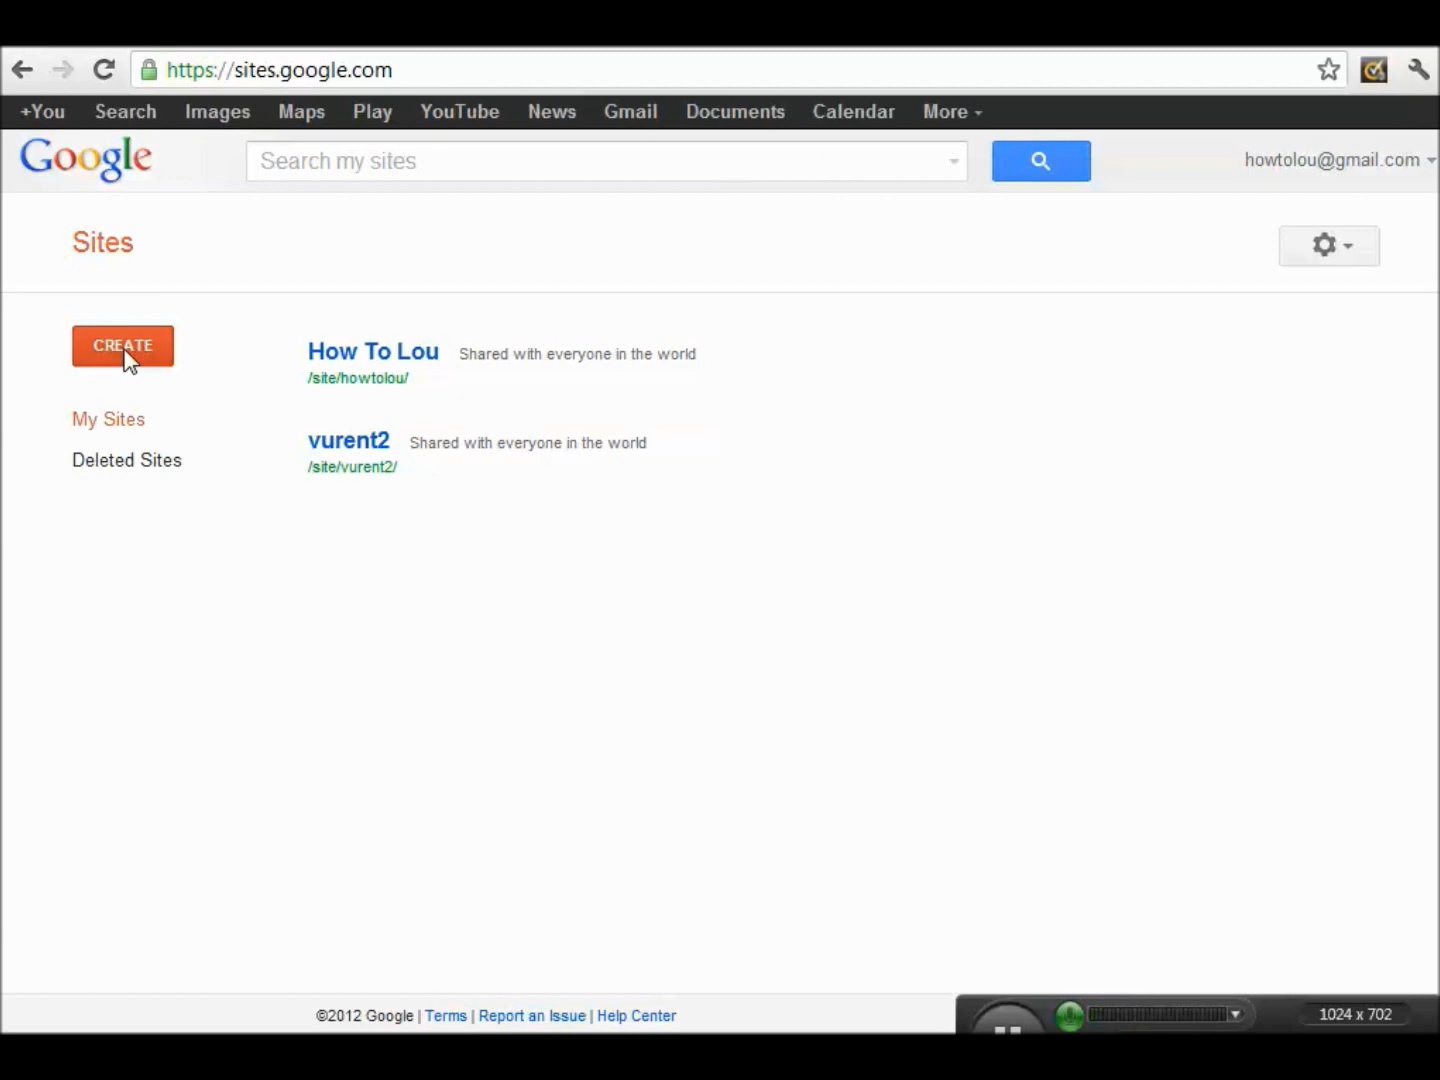 https://sites.google.com
+You Search Images Maps Play YouTube News Gmail Documents Calendar More
Google Search my sites howtolou@gmail.com
Sites
CREATE
My Sites
Deleted Sites
How To Lou Shared with everyone in the world
/site/howtolou/
vurent2 Shared with everyone in the world
/site/vurent2/
©2012 Google | Terms | Report an Issue | Help Center
1024 x 702